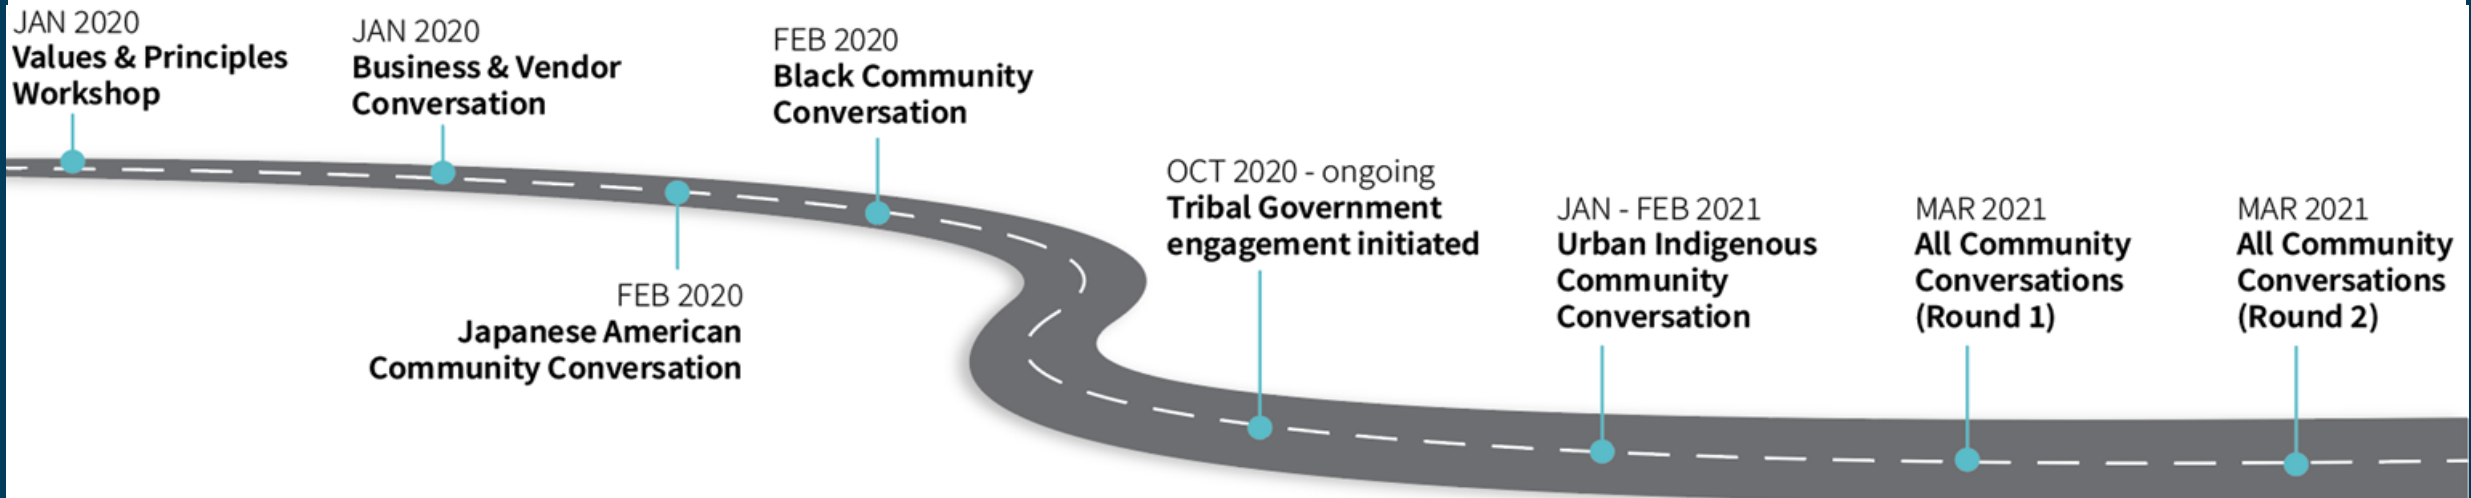 JAN 2020
Values & Principles
Workshop
JAN 2020
Business & Vendor
Conversation
FEB 2020
Japanese American
Community Conversation
FEB 2020
Black Community
Conversation
OCT 2020 - ongoing
Tribal Government
engagement initiated
JAN - FEB 2021
Urban Indigenous
Community
Conversation
MAR 2021
All Community
Conversations
(Round 1)
MAR 2021
All Community
Conversations
(Round 2)